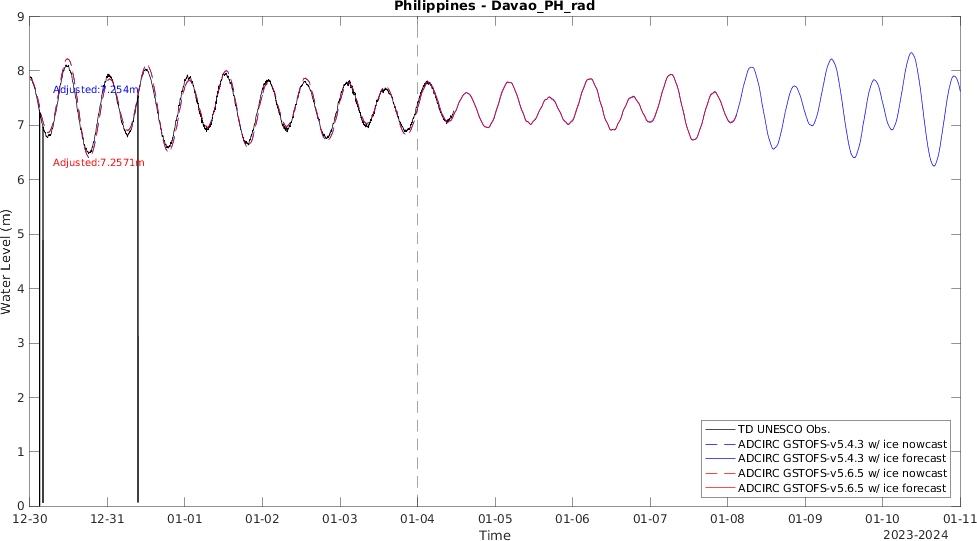 Philippines - Davao_PH_rad
9
8
7
6
5
4
3
2
1
0
Water Level (m)
Adjusted:7.254m
Adjusted:7.2571m
TD UNESCO Obs.
ADCIRC GSTOFS-v5.4.3 w/ ice nowcast
ADCIRC GSTOFS-v5.4.3 w/ ice forecast
ADCIRC GSTOFS-v5.6.5 w/ ice nowcast
ADCIRC GSTOFS-v5.6.5 w/ ice forecast
12-30 12-31 01-01 01-02 01-03 01-04 01-05 01-06 01-07 01-08 01-09 01-10 01-11
Time
2023-2024